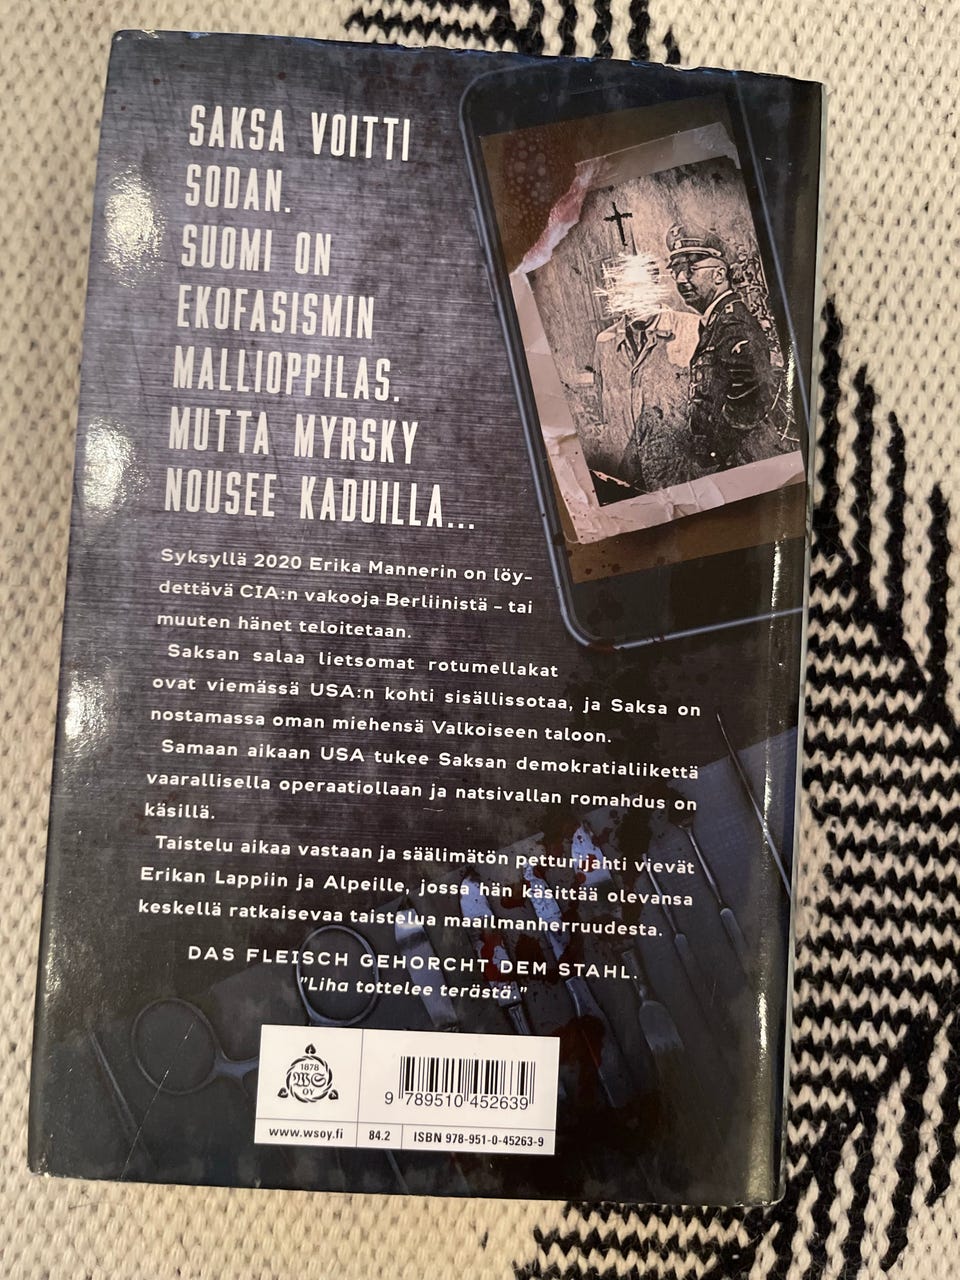 SAKSA VOITTI
SODAN.
SUOMI ON
EKOFASISMIN
MALLIOPPILAS.
MUTTA MYRSKY
NOUSEE KADUILLA...
Syksyllä 2020 Erika Mannerin on löy-
dettävä CIA:n vakooja Berliinistä – tai
muuten hänet teloitetaan.
Saksan salaa lietsomat rotumellakat
ovat viemässä USA:n kohti sisällissotaa, ja Saksa on
nostamassa oman miehensä Valkoiseen taloon.
Samaan aikaan USA tukee Saksan demokratialiikettä
vaarallisella operaatiollaan ja natsivallan romahdus on
käsillä.
Taistelu aikaa vastaan ja säälimätön petturijahti vievät
Erikan Lappiin ja Alpeille, jossa hän käsittää olevansa
keskellä ratkaisevaa taistelua maailmanherruudesta.
DAS FLEISCH GEHORCHT DEM STAHL.
"Liha tottelee terästä."
1878
WS
OY
9 789510 452639
www.wsoy.fi
84.2
ISBN 978-951-0-45263-9